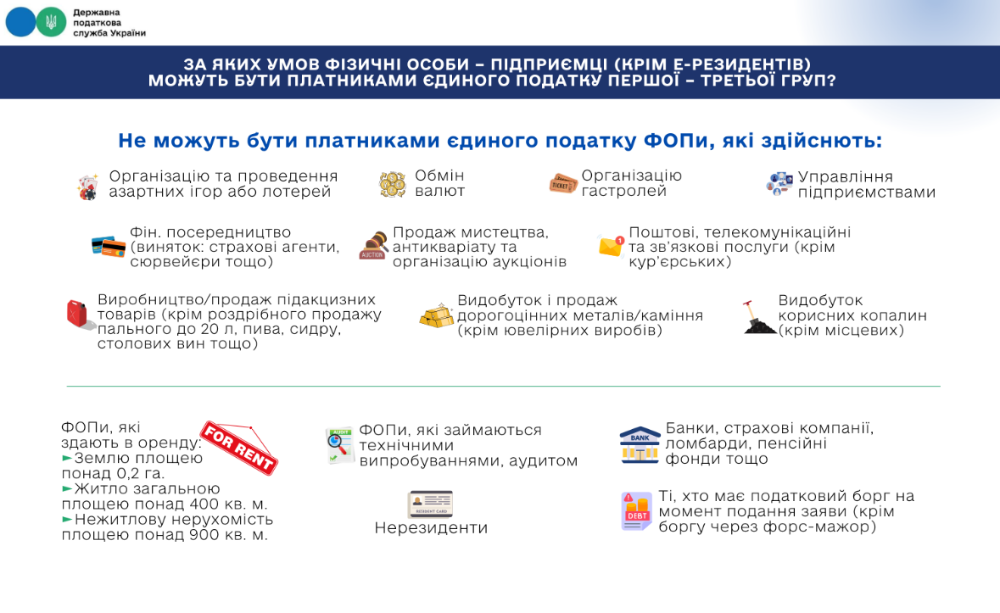 Державна
податкова
служба України
ЗА ЯКИХ УМОВ ФІЗИЧНІ ОСОБИ – ПІДПРИЄМЦІ (КРІМ Е-РЕЗИДЕНТІВ)
МОЖУТЬ БУТИ ПЛАТНИКАМИ ЄДИНОГО ПОДАТКУ ПЕРШОЇ – ТРЕТЬОЇ ГРУП?
Не можуть бути платниками єдиного податку ФОПи, які здійснюють:
Організацію та проведення
азартних ігор або лотерей
Обмін
валют
TICKET
Організацію
гастролей
Управління
підприємствами
Фін. посередництво
(виняток: страхові агенти,
сюрвейєри тощо)
AUCTION
Продаж мистецтва,
антикваріату та
організацію аукціонів
1
Поштові, телекомунікаційні
та зв'язкові послуги (крім
кур'єрських)
Виробництво/продаж підакцизних
товарів (крім роздрібного продажу
пального до 20 л, пива, сидру,
столових вин тощо)
Видобуток і продаж
дорогоцінних металів/каміння
(крім ювелірних виробів)
Видобуток
корисних копалин
(крім місцевих)
ФОПи, які
здають в оренду:
►Землю площею
понад 0,2 га.
►Житло загальною
площею понад 400 кв. м.
►Нежитлову нерухомість
площею понад 900 кв. м.
FOR RENT
AUDIT
ФОПи, які займаються
технічними
випробуваннями, аудитом
RESIDENT CARD
Нерезиденти
BANK
Банки, страхові компанії,
ломбарди, пенсійні
фонди тощо
DEBT
Ті, хто має податковий борг на
момент подання заяви (крім
боргу через форс-мажор)